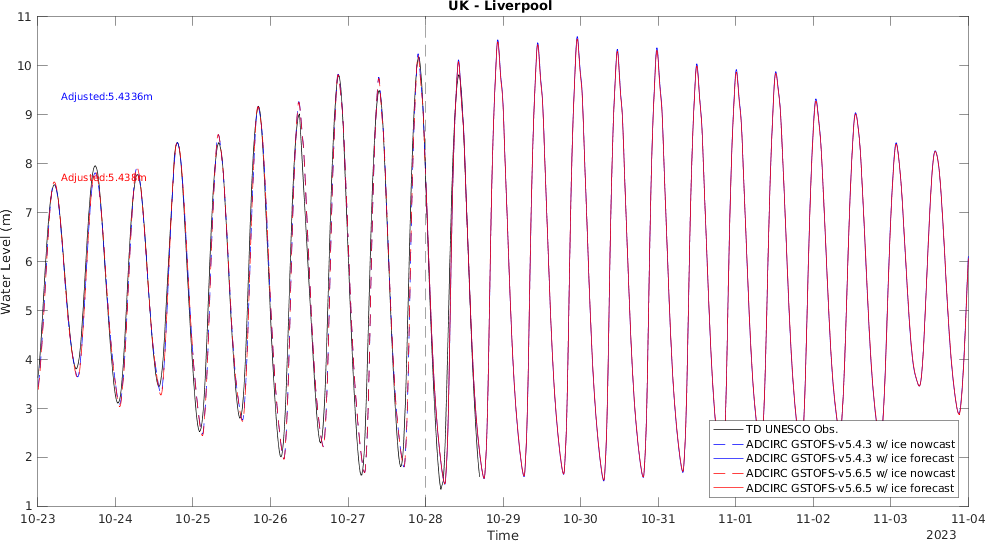 UK - Liverpool
11
10
9
8
7
6
5
4
3
2
1
Water Level (m)
Adjusted:5.4336m
Adjusted:5.438m
TD UNESCO Obs.
ADCIRC GSTOFS-v5.4.3 w/ ice nowcast
ADCIRC GSTOFS-v5.4.3 w/ ice forecast
ADCIRC GSTOFS-v5.6.5 w/ ice nowcast
ADCIRC GSTOFS-v5.6.5 w/ ice forecast
10-23 10-24 10-25 10-26 10-27 10-28 10-29 10-30 10-31 11-01 11-02 11-03 11-04
Time
2023